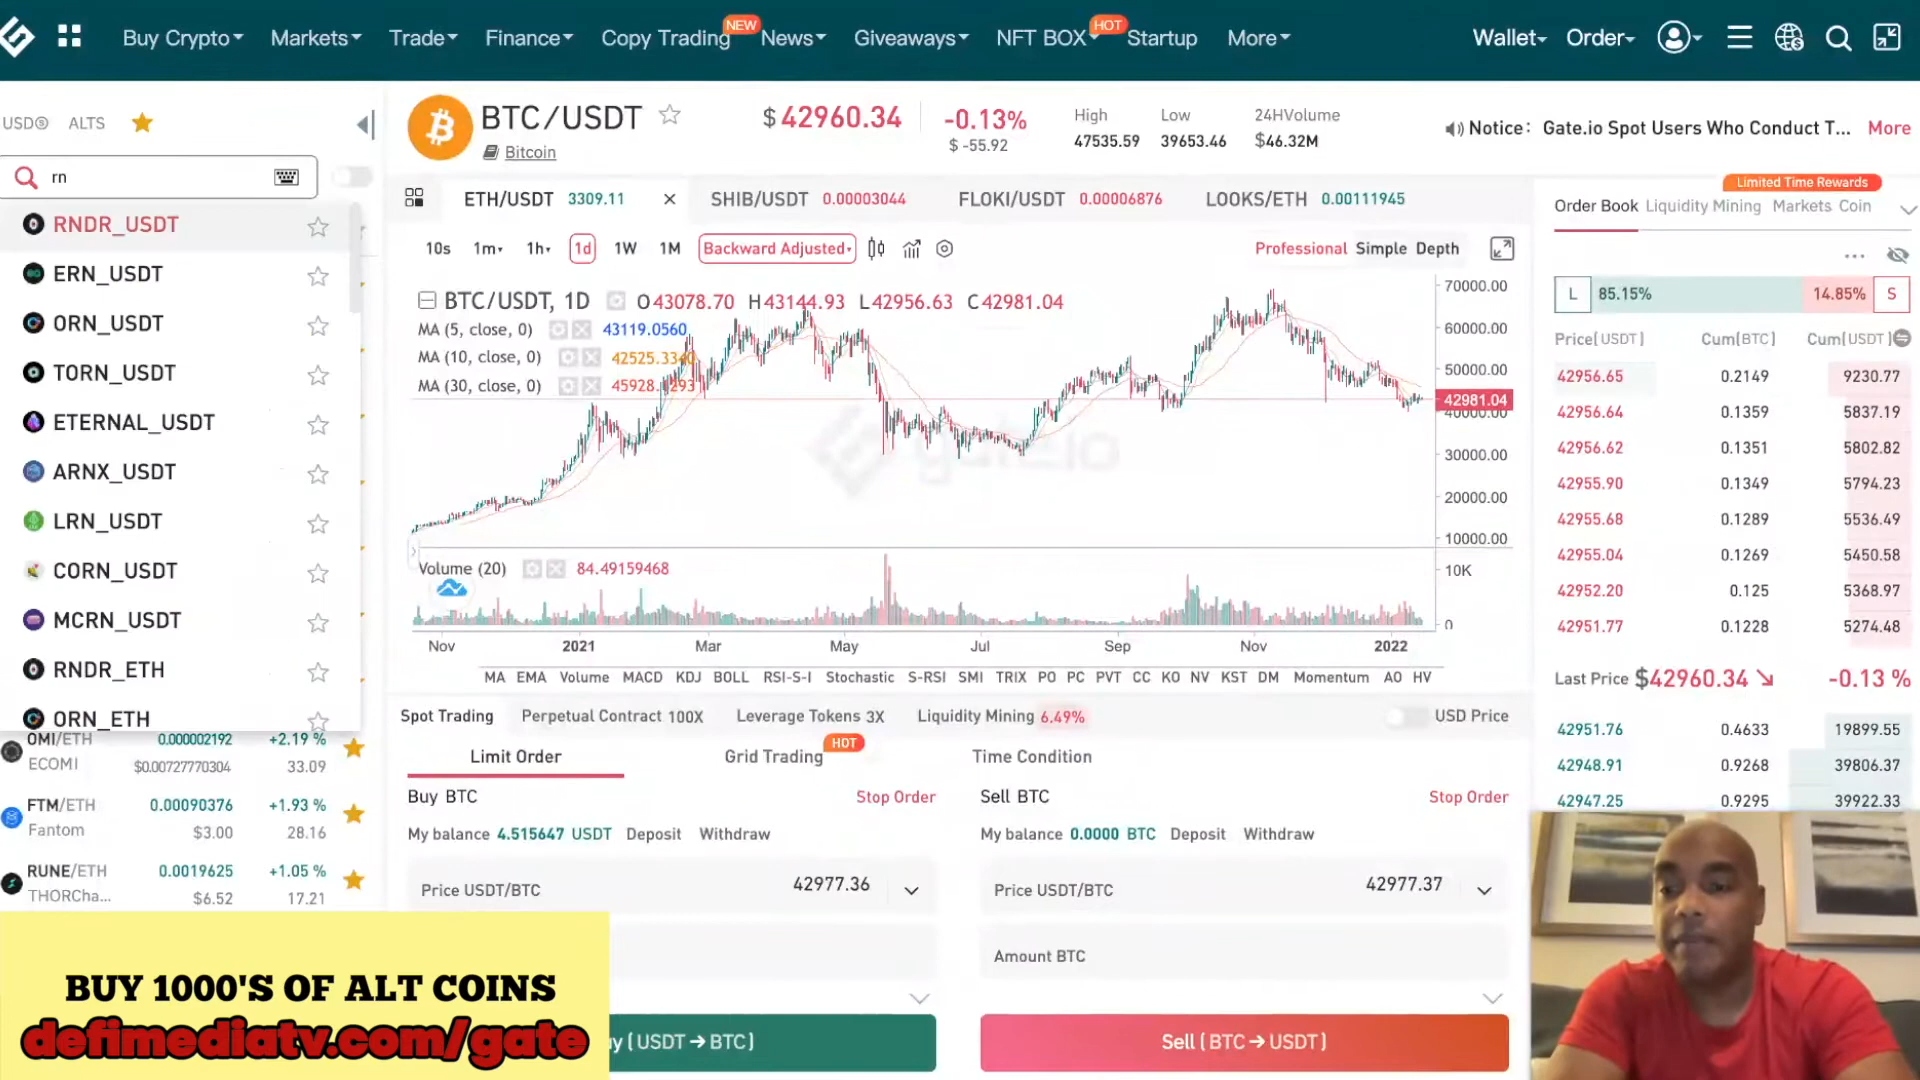 Buy Crypto Markets Trade Finance Copy Trading NEW News Giveaways NFT BOX HOT Startup More Wallet Order
USDⓈ ALTS
rn
RNDR_USDT
ERN_USDT
ORN_USDT
TORN_USDT
ETERNAL_USDT
ARNX_USDT
LRN_USDT
CORN_USDT
MCRN_USDT
RNDR_ETH
ORN_ETH
OMI/ETH 0.000002192 +2.19 %
ECOMI $0.00727770304 33.09
FTM/ETH 0.00090376 +1.93 %
Fantom $3.00 28.16
RUNE/ETH 0.0019625 +1.05 %
THORCha... $6.52 17.21
BTC/USDT $42960.34 -0.13%
Bitcoin $ -55.92
High Low 24HVolume
47535.59 39653.46 $46.32M
Notice: Gate.io Spot Users Who Conduct T... More
ETH/USDT 3309.11 SHIB/USDT 0.00003044 FLOKI/USDT 0.00006876 LOOKS/ETH 0.00111945
10s 1m 1h 1d 1W 1M Backward Adjusted Professional Simple Depth
BTC/USDT, 1D O43078.70 H43144.93 L42956.63 C42981.04
MA (5, close, 0) 43119.0560
MA (10, close, 0) 42525.3340
MA (30, close, 0) 45928.1293
gate.io
70000.00
60000.00
50000.00
42981.04
40000.00
30000.00
20000.00
10000.00
Volume (20) 84.49159468
10K
0
Nov 2021 Mar May Jul Sep Nov 2022
MA EMA Volume MACD KDJ BOLL RSI-S-I Stochastic S-RSI SMI TRIX PO PC PVT CC KO NV KST DM Momentum AO HV
Spot Trading Perpetual Contract 100X Leverage Tokens 3X Liquidity Mining 6.49% USD Price
Limit Order Grid Trading HOT Time Condition
Buy BTC Stop Order
My balance 4.515647 USDT Deposit Withdraw
Price USDT/BTC 42977.36
Sell BTC Stop Order
My balance 0.0000 BTC Deposit Withdraw
Price USDT/BTC 42977.37
Amount BTC
(USDT→BTC)
Sell (BTC→USDT)
Limited Time Rewards
Order Book Liquidity Mining Markets Coin
L 85.15% 14.85% S
Price(USDT) Cum(BTC) Cum(USDT)
42956.65 0.2149 9230.77
42956.64 0.1359 5837.19
42956.62 0.1351 5802.82
42955.90 0.1349 5794.23
42955.68 0.1289 5536.49
42955.04 0.1269 5450.58
42952.20 0.125 5368.97
42951.77 0.1228 5274.48
Last Price $42960.34 -0.13 %
42951.76 0.4633 19899.55
42948.91 0.9268 39806.37
42947.25 0.9295 39922.33
BUY 1000'S OF ALT COINS
defimediatv.com/gate